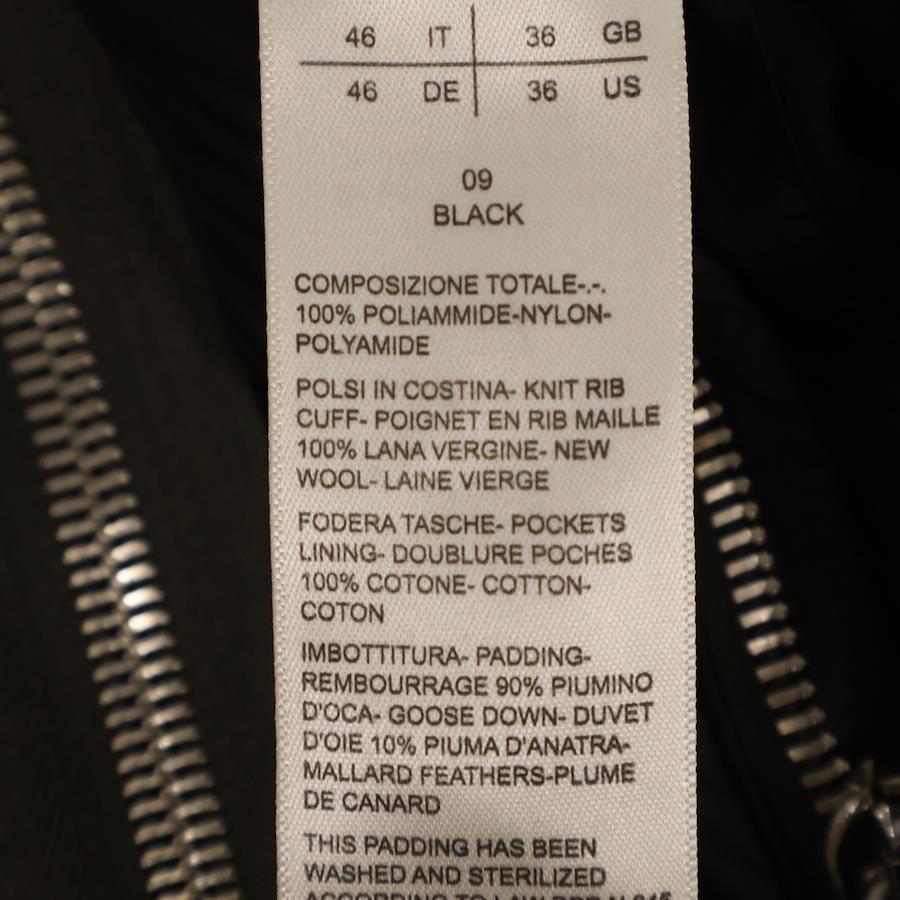 46 IT 36 GB
46 DE 36 US
09
BLACK
COMPOSIZIONE TOTALE-.-.
100% POLIAMMIDE-NYLON-
POLYAMIDE
POLSI IN COSTINA- KNIT RIB
CUFF- POIGNET EN RIB MAILLE
100% LANA VERGINE- NEW
WOOL- LAINE VIERGE
FODERA TASCHE- POCKETS
LINING- DOUBLURE POCHES
100% COTONE- COTTON-
COTON
IMBOTTITURA- PADDING-
REMBOURRAGE 90% PIUMINO
D'OCA- GOOSE DOWN- DUVET
D'OIE 10% PIUMA D'ANATRA-
MALLARD FEATHERS-PLUME
DE CANARD
THIS PADDING HAS BEEN
WASHED AND STERILIZED
ACCORDING TO LAW